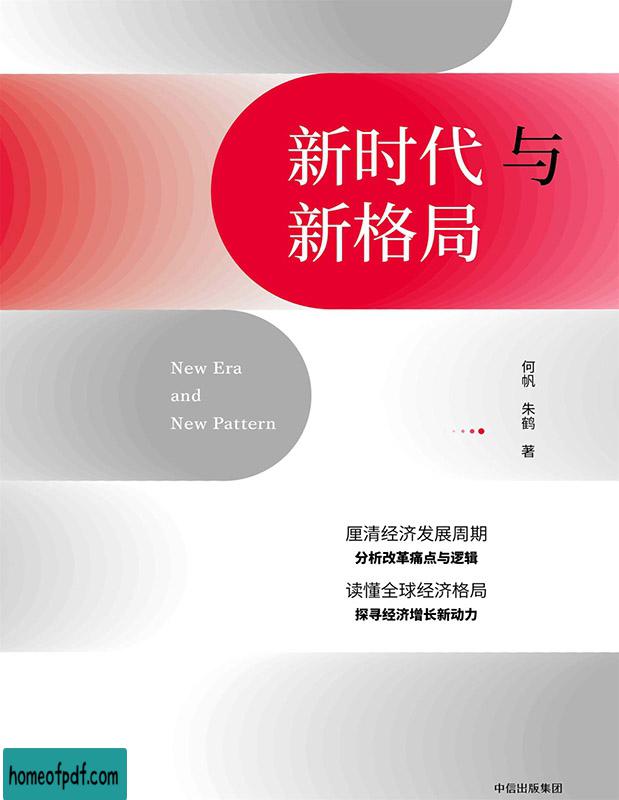 新时代与
新格局
New Era
and
New Pattern
何帆 朱鹤 著
厘清经济发展周期
分析改革痛点与逻辑
读懂全球经济格局
探寻经济增长新动力
homeofpdf.com
中信出版集团